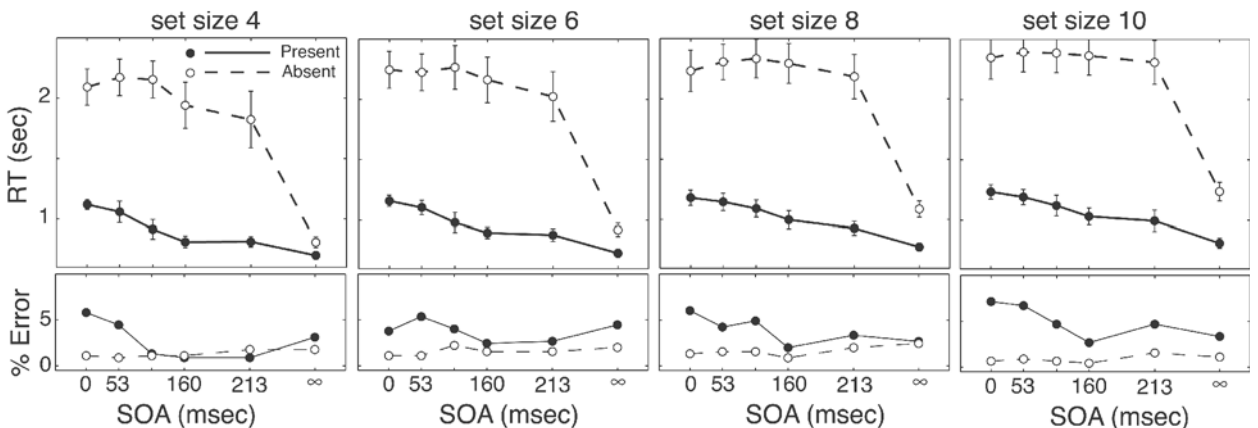 set size 4 set size 6 set size 8 set size 10
Present
Absent
RT (sec)
2
1
% Error
5
0
0 53 160 213 ∞ 0 53 160 213 ∞ 0 53 160 213 ∞ 0 53 160 213 ∞
SOA (msec) SOA (msec) SOA (msec) SOA (msec)